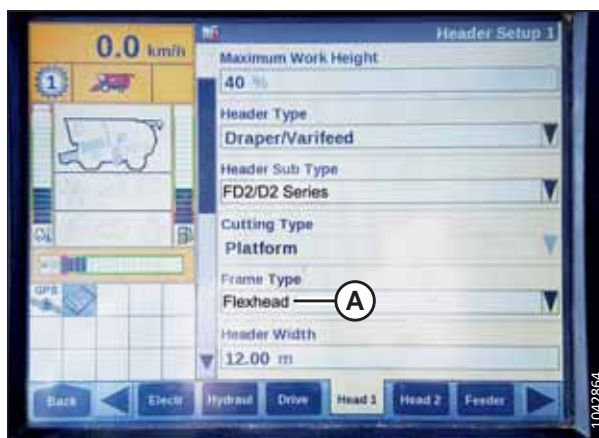 0.0 km/h
Header Setup 1
1
Maximum Work Height
40 %
Header Type
Draper/Varifeed
Header Sub Type
FD2/D2 Series
Cutting Type
Platform
Frame Type
Flexhead
A
Header Width
12.00 m
GPS
Back
Electr
Hydraul
Drive
Head 1
Head 2
Feeder
1042864